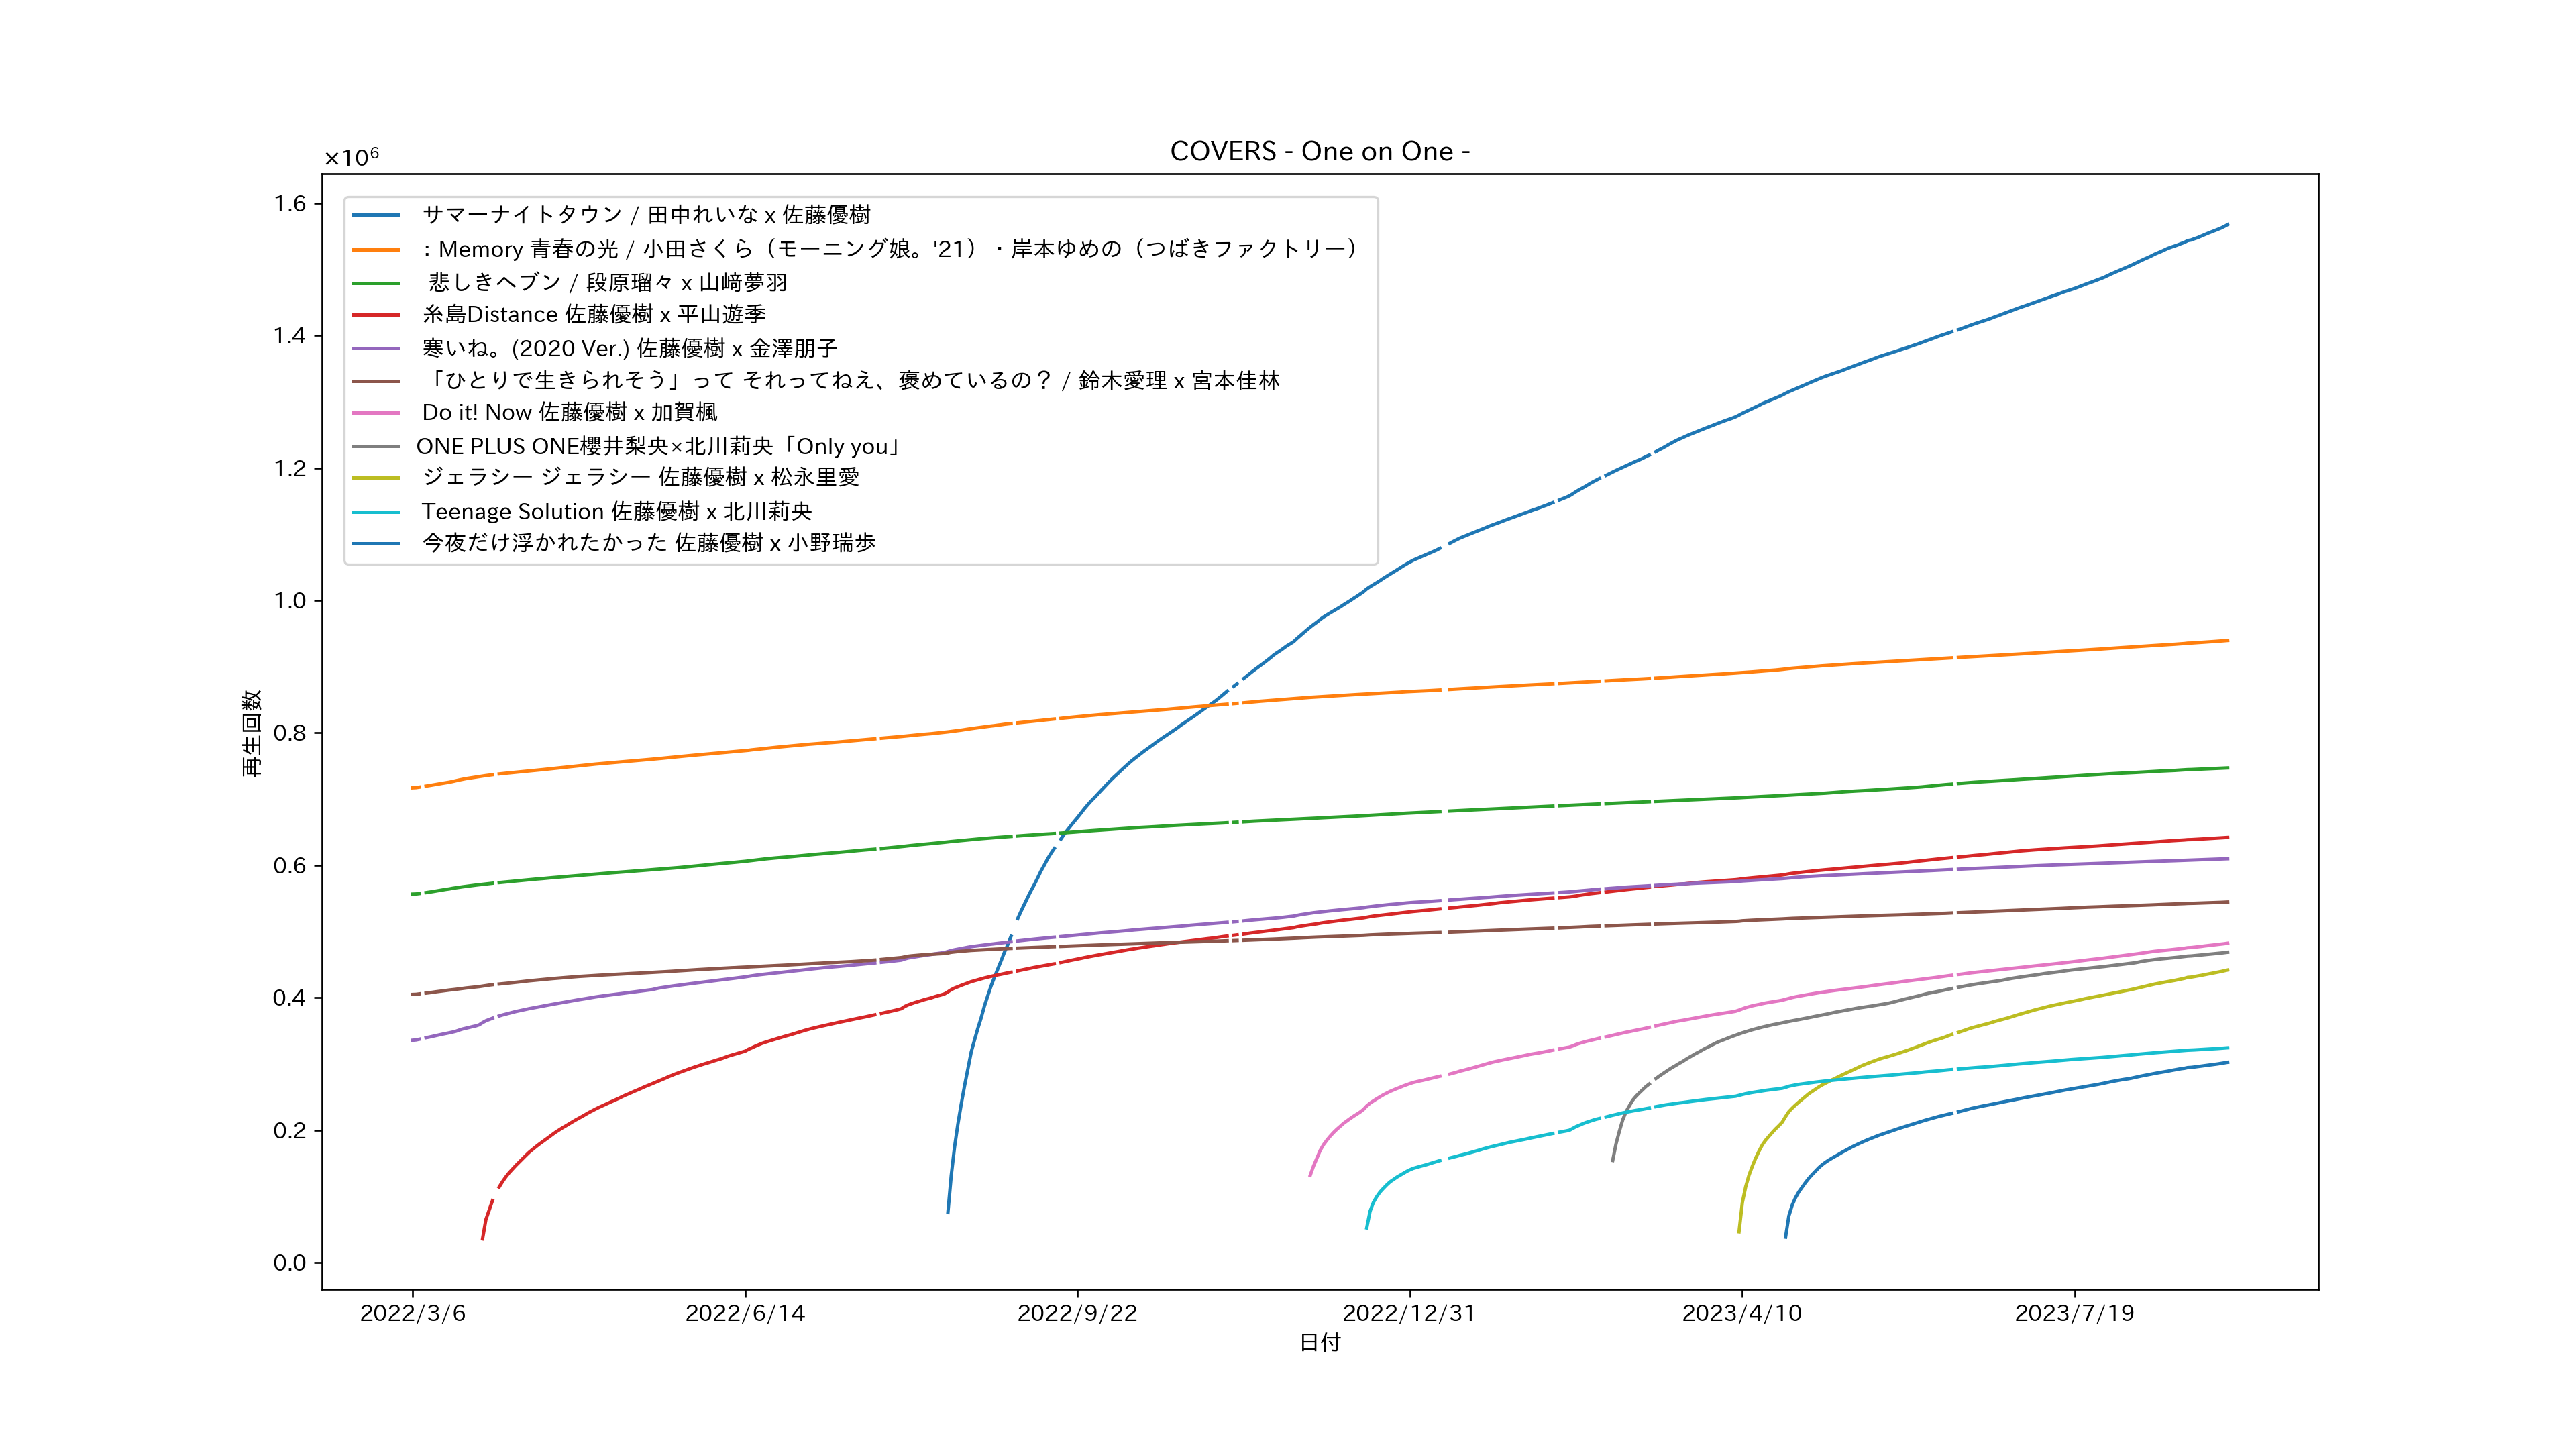 COVERS - One on One -
×10⁶
1.6
1.4
1.2
1.0
0.8
0.6
0.4
0.2
0.0
再生回数
サマーナイトタウン / 田中れいな x 佐藤優樹
: Memory 青春の光 / 小田さくら（モーニング娘。'21）・岸本ゆめの（つばきファクトリー）
悲しきヘブン / 段原瑠々 x 山﨑夢羽
糸島Distance 佐藤優樹 x 平山遊季
寒いね。(2020 Ver.) 佐藤優樹 x 金澤朋子
「ひとりで生きられそう」って それってねえ、褒めているの？ / 鈴木愛理 x 宮本佳林
Do it! Now 佐藤優樹 x 加賀楓
ONE PLUS ONE櫻井梨央×北川莉央「Only you」
ジェラシー ジェラシー 佐藤優樹 x 松永里愛
Teenage Solution 佐藤優樹 x 北川莉央
今夜だけ浮かれたかった 佐藤優樹 x 小野瑞歩
2022/3/6
2022/6/14
2022/9/22
2022/12/31
2023/4/10
2023/7/19
日付